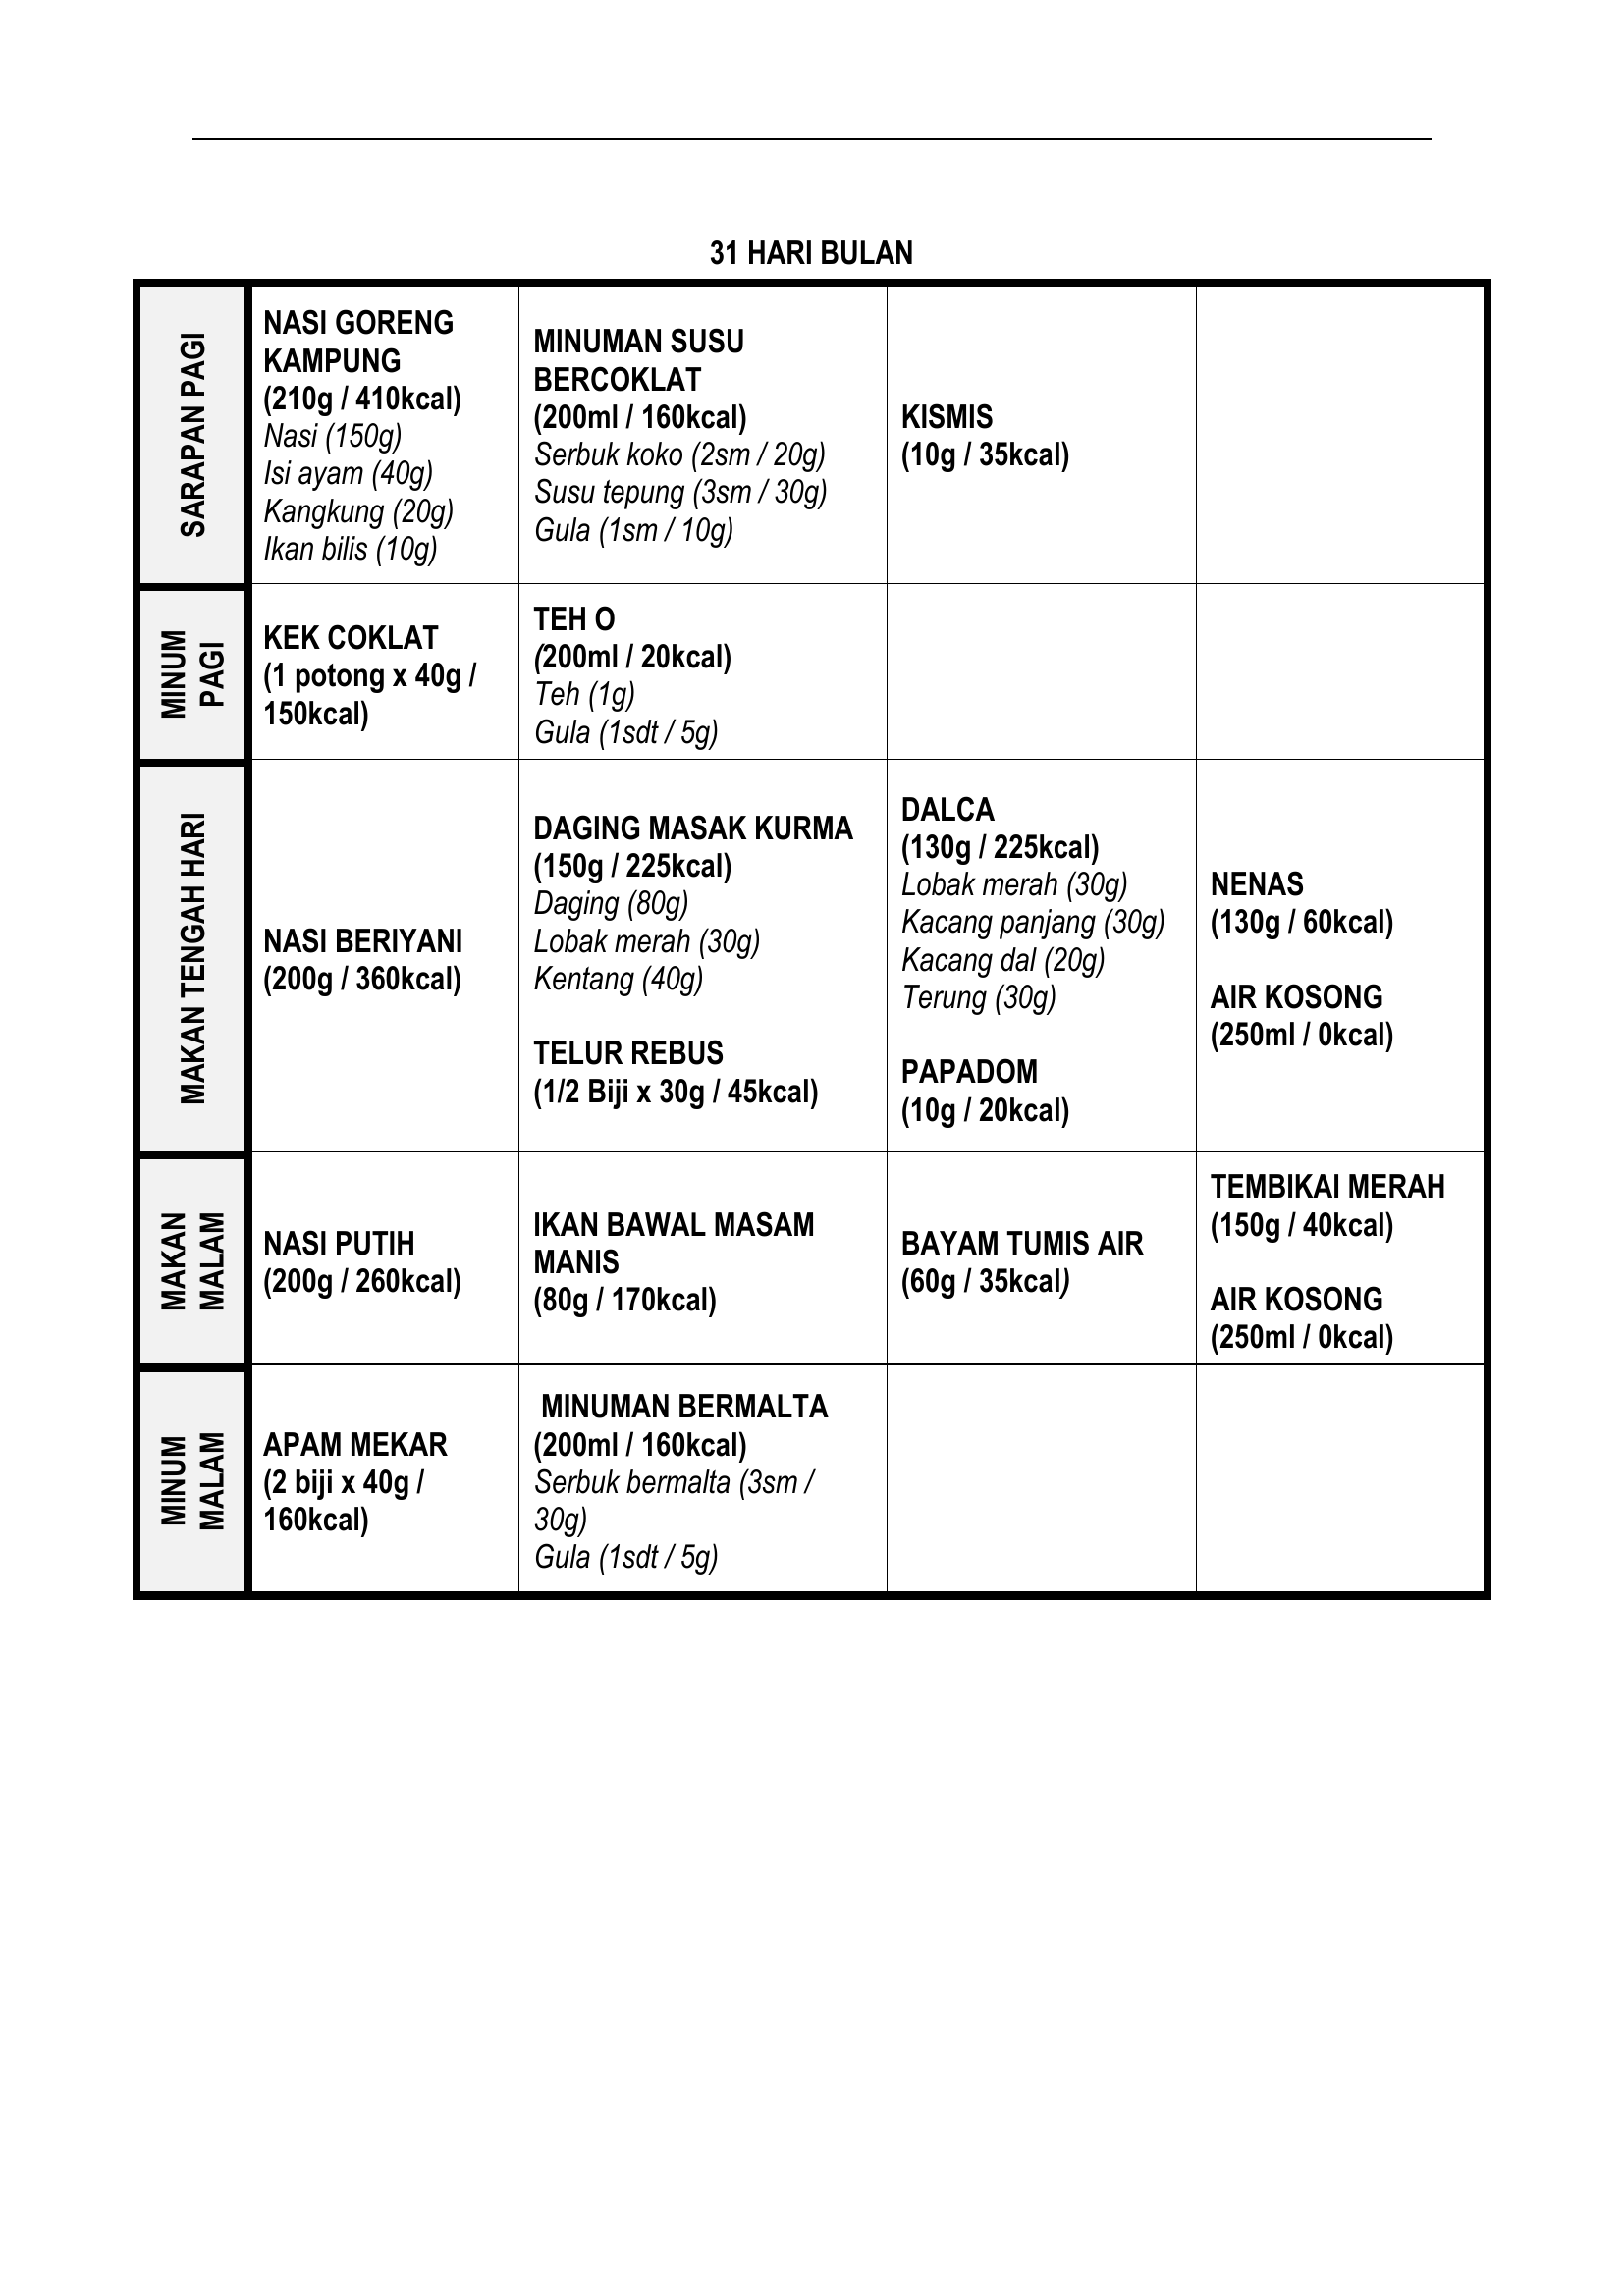 31 HARI BULAN
SARAPAN PAGI
NASI GORENG
KAMPUNG
(210g / 410kcal)
Nasi (150g)
Isi ayam (40g)
Kangkung (20g)
Ikan bilis (10g)
MINUMAN SUSU
BERCOKLAT
(200ml / 160kcal)
Serbuk koko (2sm / 20g)
Susu tepung (3sm / 30g)
Gula (1sm / 10g)
KISMIS
(10g / 35kcal)
MINUM
PAGI
KEK COKLAT
(1 potong x 40g /
150kcal)
TEH O
(200ml / 20kcal)
Teh (1g)
Gula (1sdt / 5g)
MAKAN TENGAH HARI
NASI BERIYANI
(200g / 360kcal)
DAGING MASAK KURMA
(150g / 225kcal)
Daging (80g)
Lobak merah (30g)
Kentang (40g)
TELUR REBUS
(1/2 Biji x 30g / 45kcal)
DALCA
(130g / 225kcal)
Lobak merah (30g)
Kacang panjang (30g)
Kacang dal (20g)
Terung (30g)
PAPADOM
(10g / 20kcal)
NENAS
(130g / 60kcal)
AIR KOSONG
(250ml / 0kcal)
MAKAN
MALAM
NASI PUTIH
(200g / 260kcal)
IKAN BAWAL MASAM
MANIS
(80g / 170kcal)
BAYAM TUMIS AIR
(60g / 35kcal)
TEMBIKAI MERAH
(150g / 40kcal)
AIR KOSONG
(250ml / 0kcal)
MINUM
MALAM
APAM MEKAR
(2 biji x 40g /
160kcal)
MINUMAN BERMALTA
(200ml / 160kcal)
Serbuk bermalta (3sm /
30g)
Gula (1sdt / 5g)